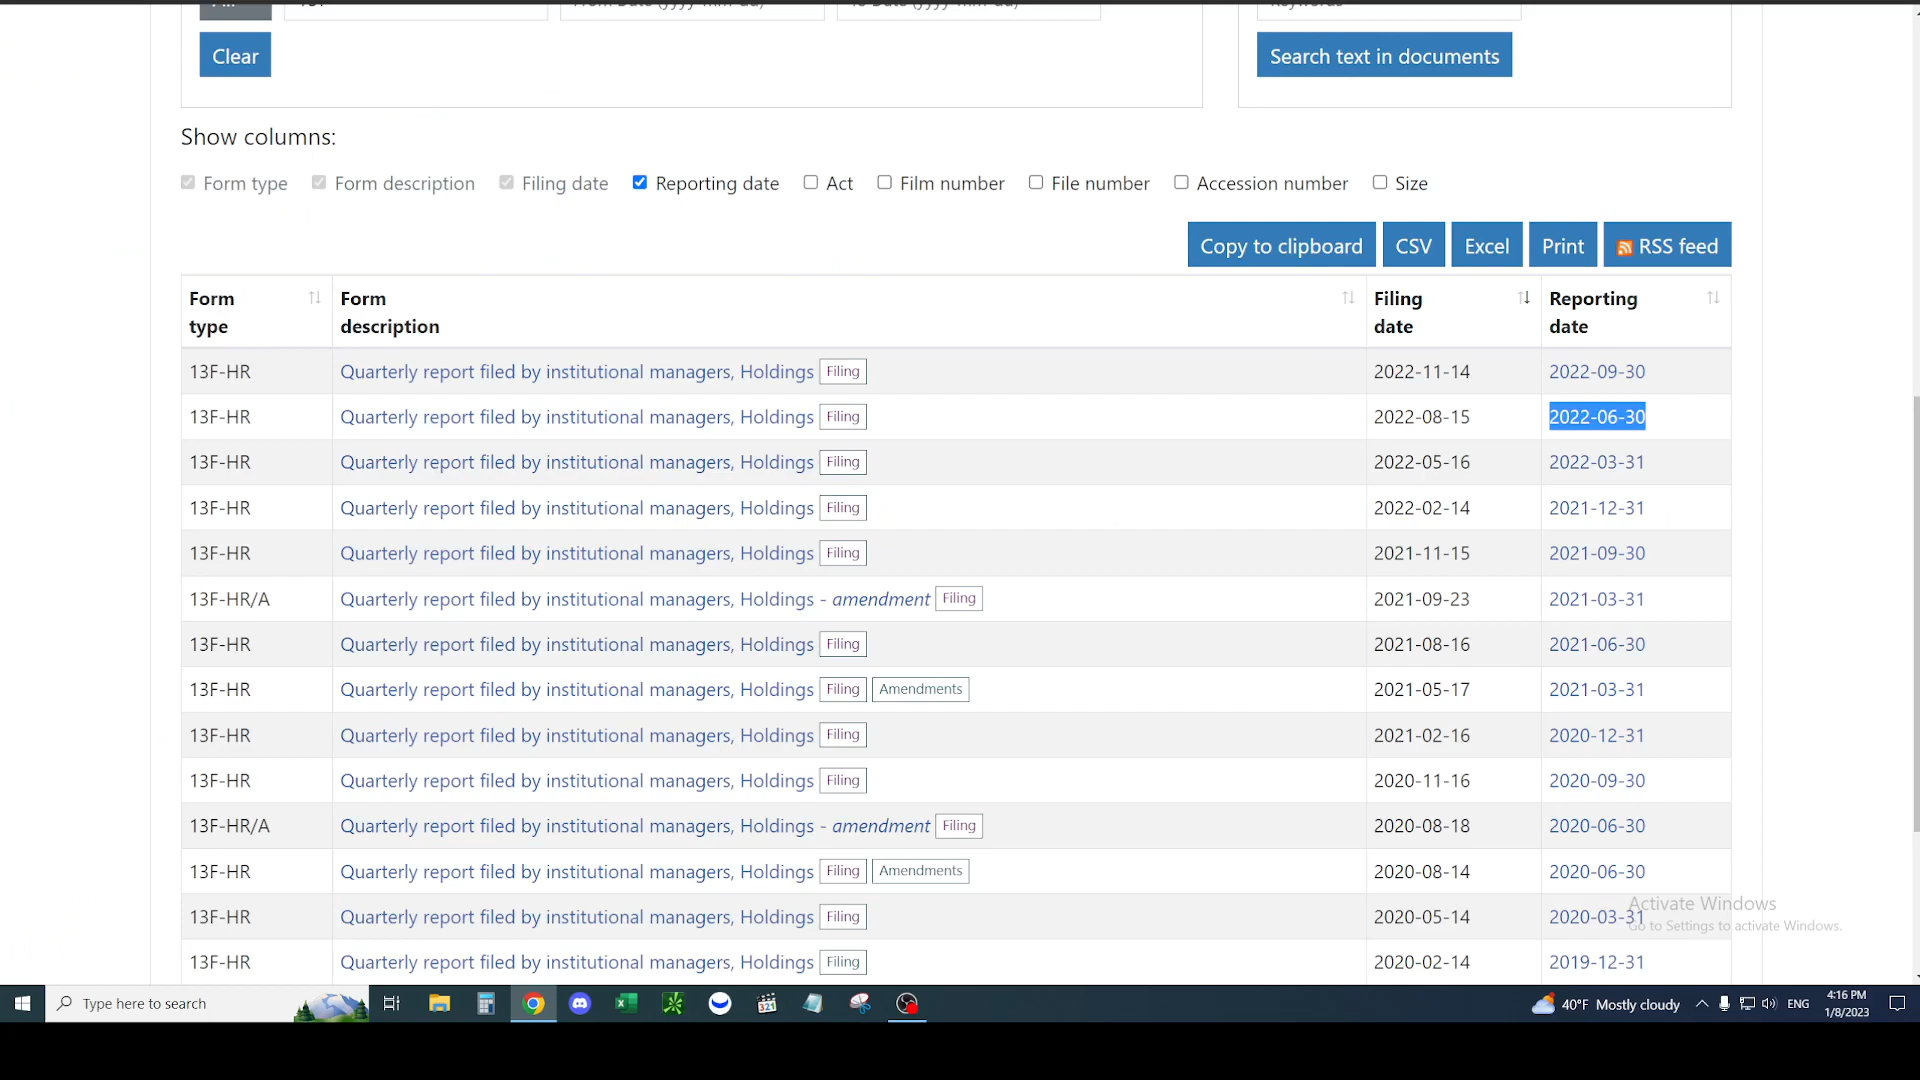 Clear
Search text in documents
Show columns:
Form type Form description Filing date Reporting date Act Film number File number Accession number Size
Copy to clipboard CSV Excel Print RSS feed
Form type Form description Filing date Reporting date
13F-HR Quarterly report filed by institutional managers, Holdings Filing 2022-11-14 2022-09-30
13F-HR Quarterly report filed by institutional managers, Holdings Filing 2022-08-15 2022-06-30
13F-HR Quarterly report filed by institutional managers, Holdings Filing 2022-05-16 2022-03-31
13F-HR Quarterly report filed by institutional managers, Holdings Filing 2022-02-14 2021-12-31
13F-HR Quarterly report filed by institutional managers, Holdings Filing 2021-11-15 2021-09-30
13F-HR/A Quarterly report filed by institutional managers, Holdings - amendment Filing 2021-09-23 2021-03-31
13F-HR Quarterly report filed by institutional managers, Holdings Filing 2021-08-16 2021-06-30
13F-HR Quarterly report filed by institutional managers, Holdings Filing Amendments 2021-05-17 2021-03-31
13F-HR Quarterly report filed by institutional managers, Holdings Filing 2021-02-16 2020-12-31
13F-HR Quarterly report filed by institutional managers, Holdings Filing 2020-11-16 2020-09-30
13F-HR/A Quarterly report filed by institutional managers, Holdings - amendment Filing 2020-08-18 2020-06-30
13F-HR Quarterly report filed by institutional managers, Holdings Filing Amendments 2020-08-14 2020-06-30
13F-HR Quarterly report filed by institutional managers, Holdings Filing 2020-05-14 2020-03-31
13F-HR Quarterly report filed by institutional managers, Holdings Filing 2020-02-14 2019-12-31
Activate Windows
Go to Settings to activate Windows.
Type here to search
321
40°F Mostly cloudy
ENG
4:16 PM
1/8/2023